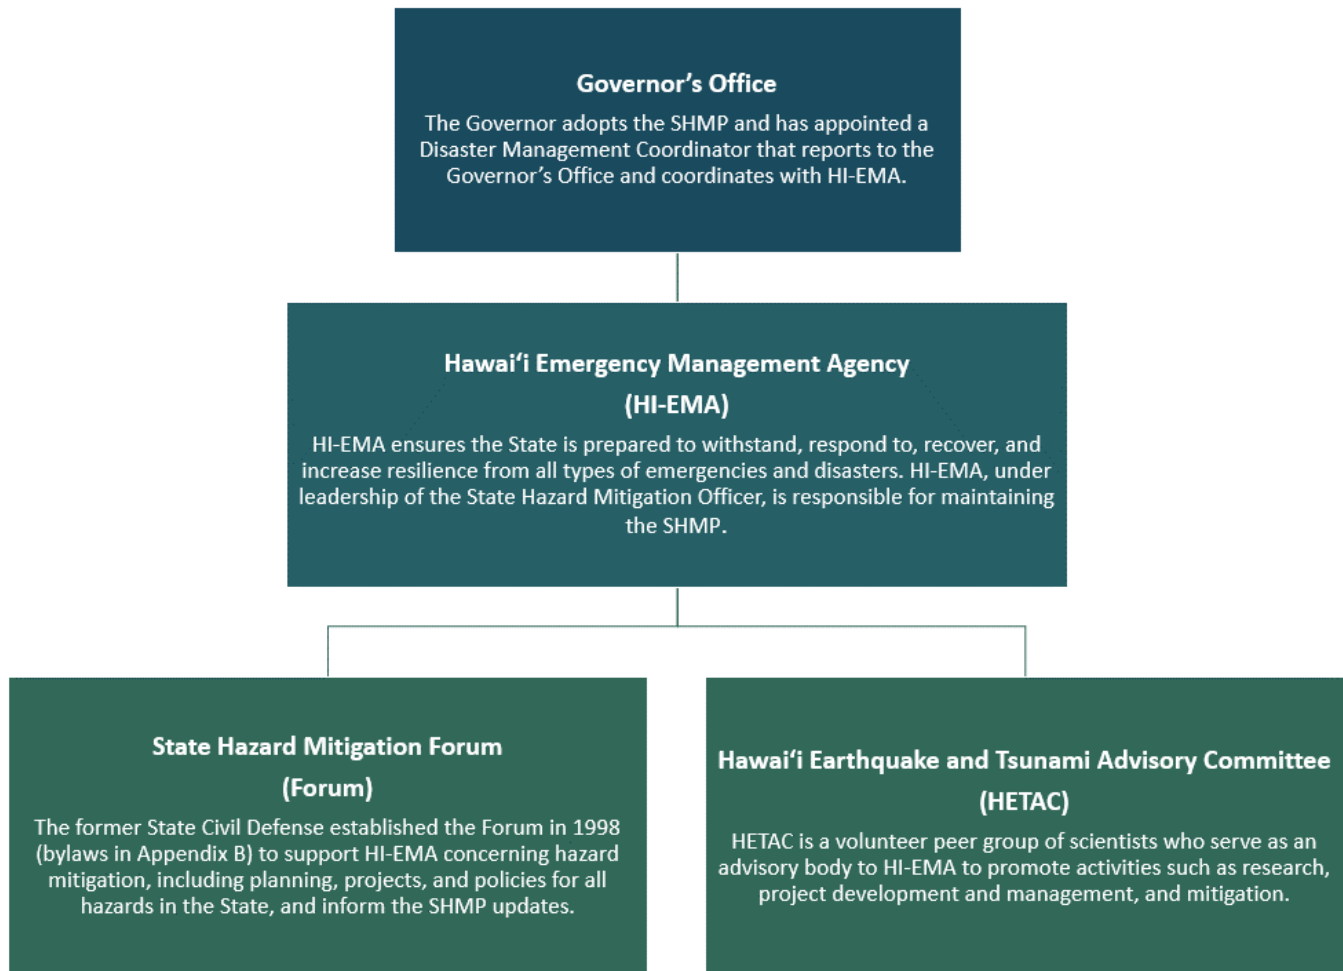 Governor’s Office
The Governor adopts the SHMP and has appointed a
Disaster Management Coordinator that reports to the
Governor’s Office and coordinates with HI-EMA.
Hawai‘i Emergency Management Agency
(HI-EMA)
HI-EMA ensures the State is prepared to withstand, respond to, recover, and
increase resilience from all types of emergencies and disasters. HI-EMA, under
leadership of the State Hazard Mitigation Officer, is responsible for maintaining
the SHMP.
State Hazard Mitigation Forum
(Forum)
The former State Civil Defense established the Forum in 1998
(bylaws in Appendix B) to support HI-EMA concerning hazard
mitigation, including planning, projects, and policies for all
hazards in the State, and inform the SHMP updates.
Hawai‘i Earthquake and Tsunami Advisory Committee
(HETAC)
HETAC is a volunteer peer group of scientists who serve as an
advisory body to HI-EMA to promote activities such as research,
project development and management, and mitigation.